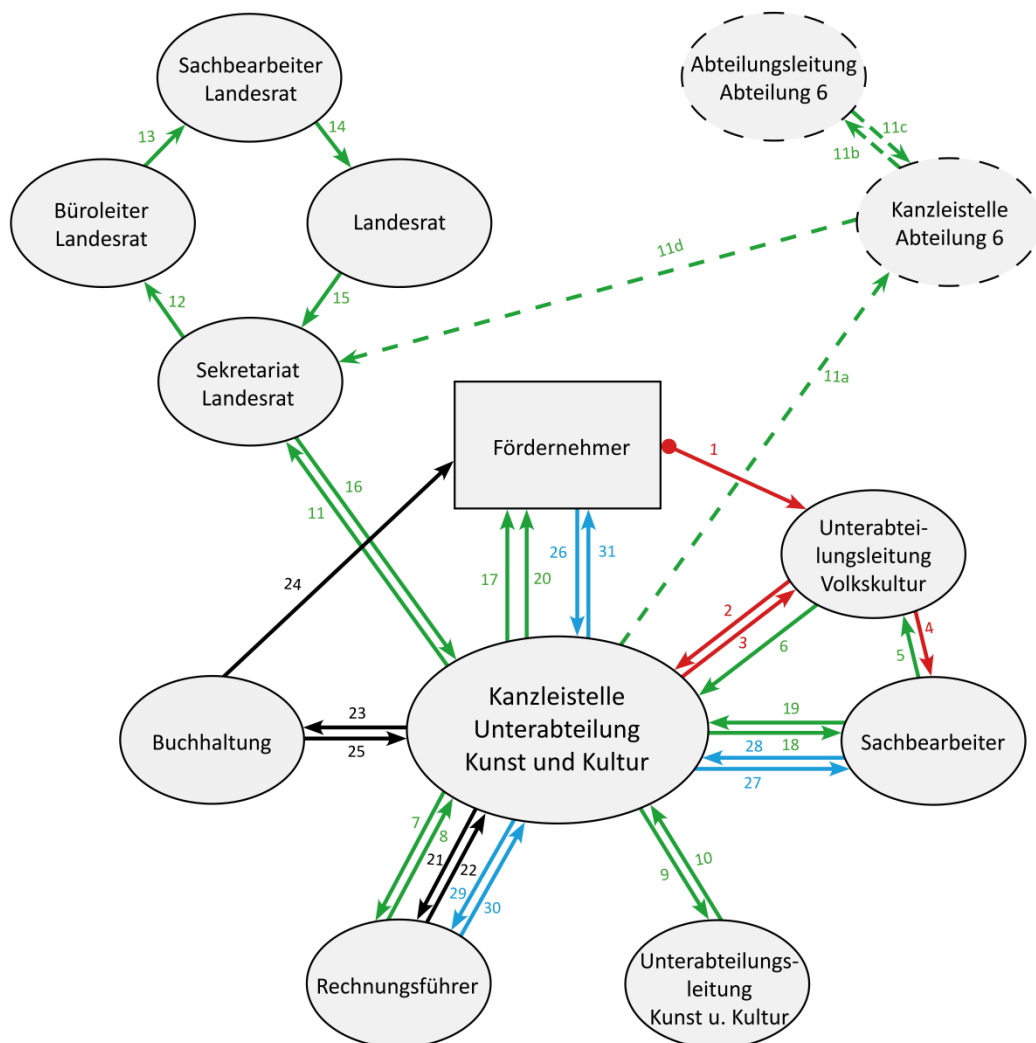 Sachbearbeiter
Landesrat
Abteilungsleitung
Abteilung 6
13
14
11c
11b
Büroleiter
Landesrat
Landesrat
Kanzleistelle
Abteilung 6
11d
12
15
Sekretariat
Landesrat
11a
Fördernehmer
1
16
11
Unterabtei-
lungsleitung
Volkskultur
26
31
17
20
24
2
3
6
4
5
Kanzleistelle
Unterabteilung
Kunst und Kultur
23
25
Buchhaltung
19
18
28
27
Sachbearbeiter
7
8
21
22
29
30
10
9
Rechnungsführer
Unterabteilungs-
leitung
Kunst u. Kultur